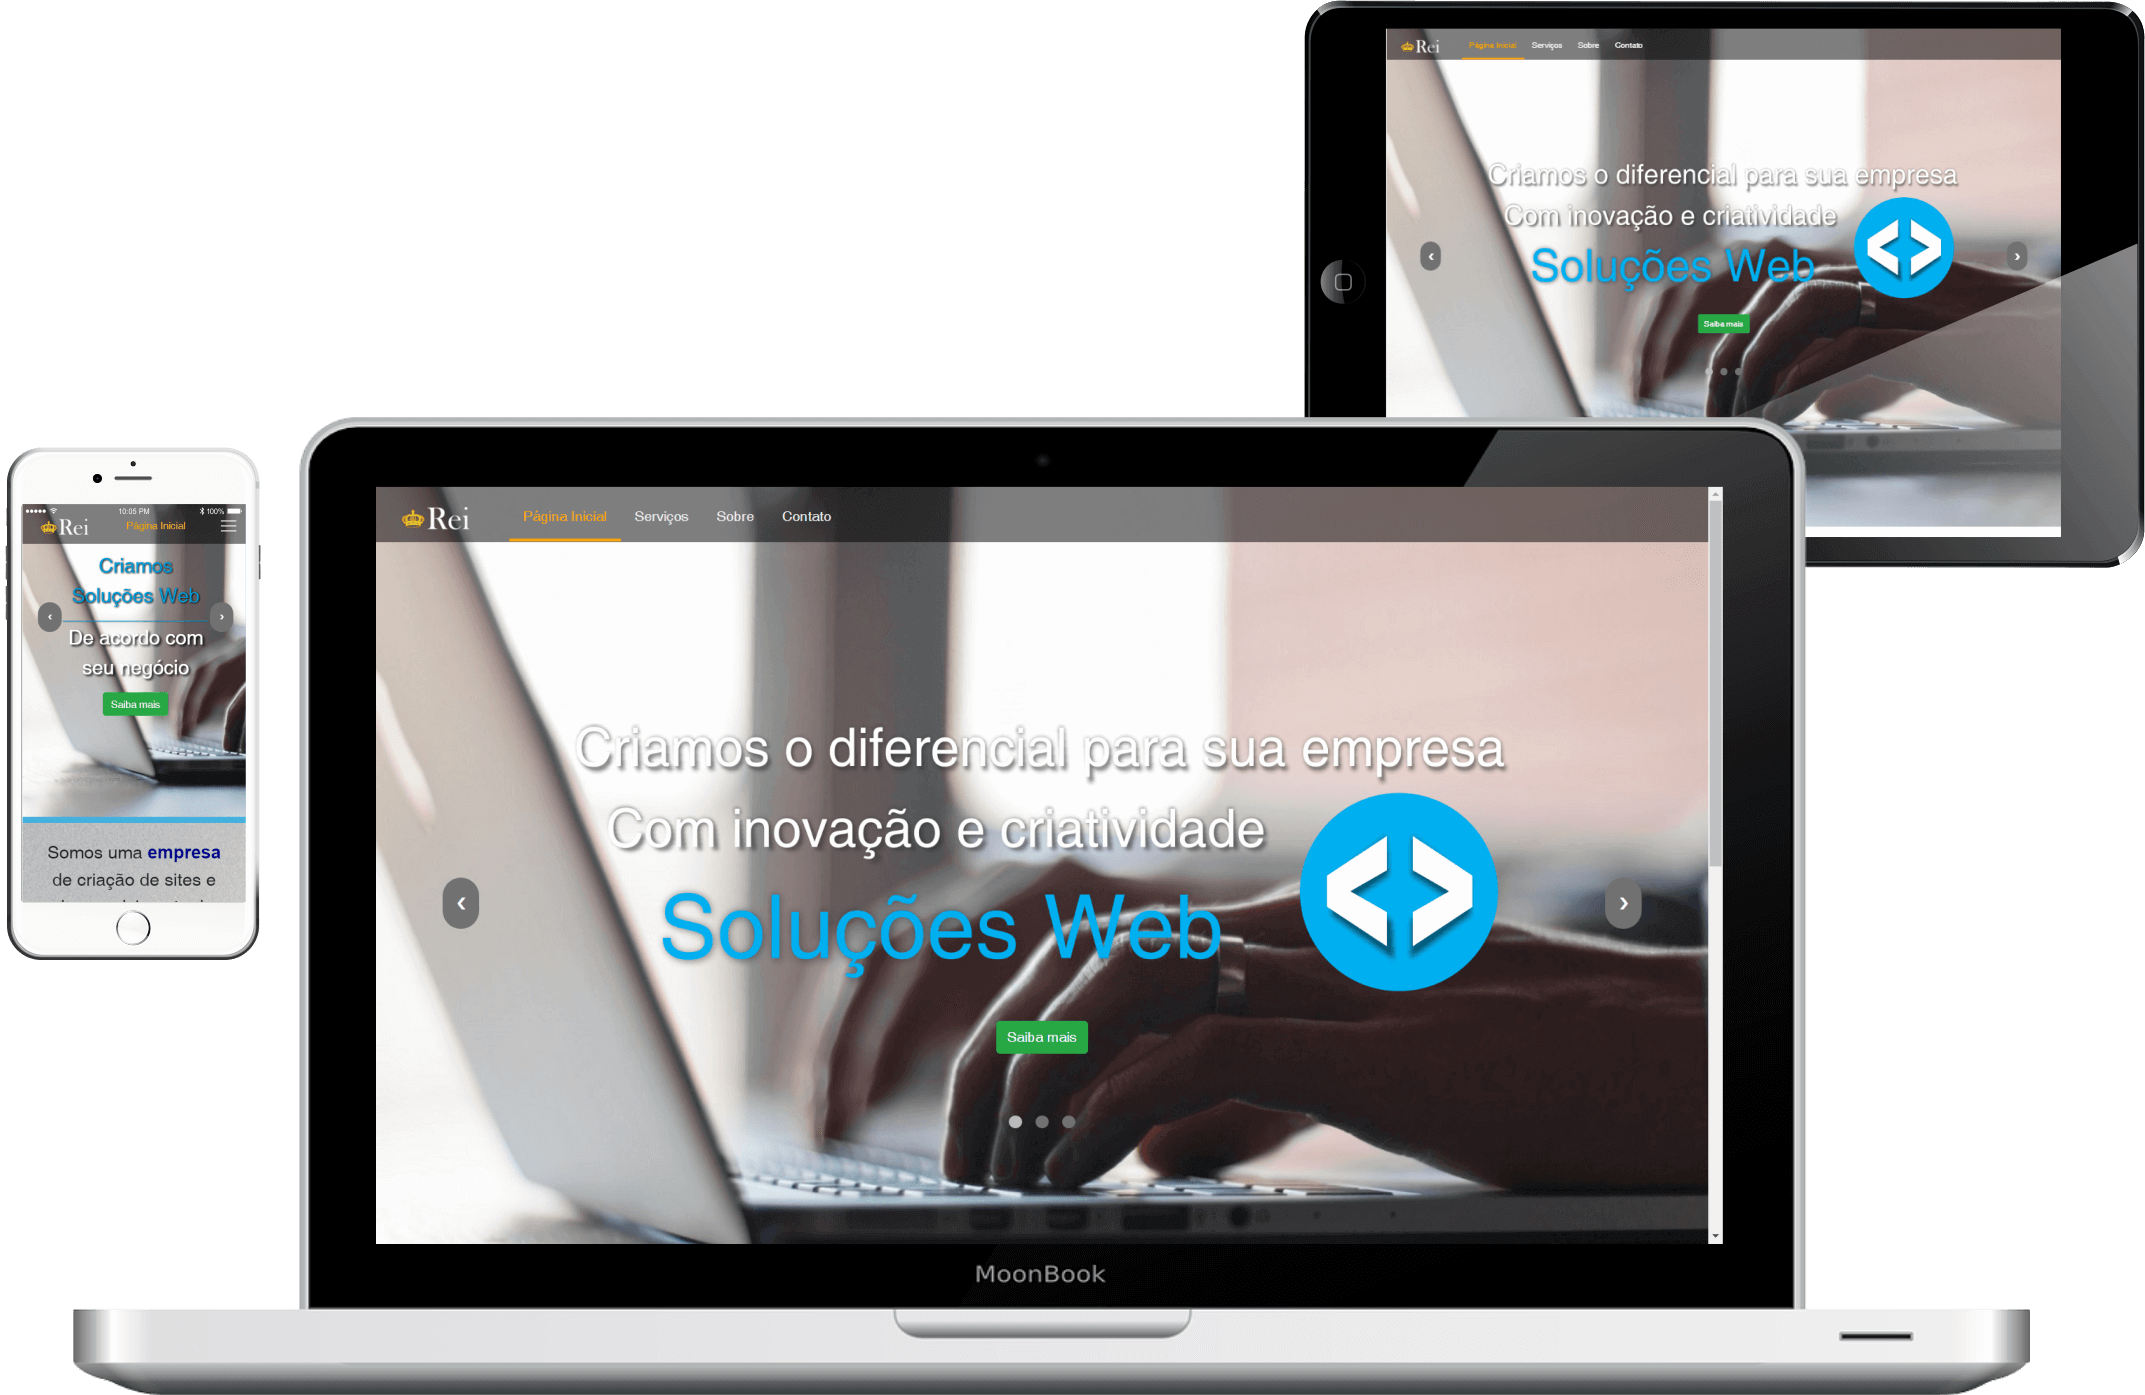 Rei
Página Inicial Serviços Sobre Contato
Criamos o diferencial para sua empresa
Com inovação e criatividade
Soluções Web
Saiba mais
10:05 PM 100%
Rei Página Inicial
Criamos
Soluções Web
De acordo com
seu negócio
Saiba mais
Somos uma empresa
de criação de sites e
Rei Página Inicial Serviços Sobre Contato
Criamos o diferencial para sua empresa
Com inovação e criatividade
Soluções Web
Saiba mais
MoonBook